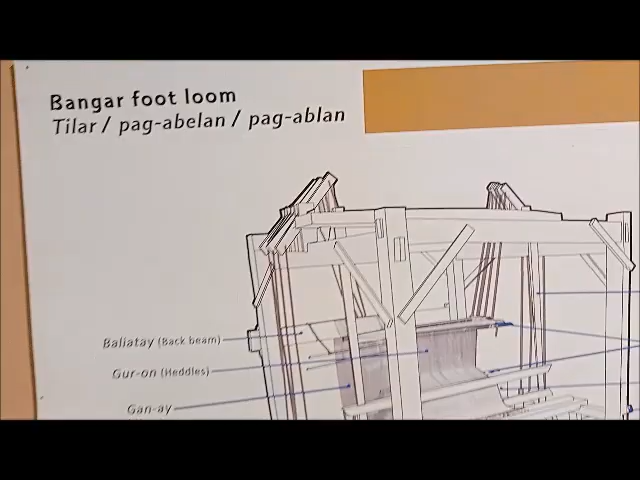 Bangar foot loom
Tilar / pag-abelan / pag-ablan
Baliatay (Back beam)
Gur-on (Heddles)
Gan-ay